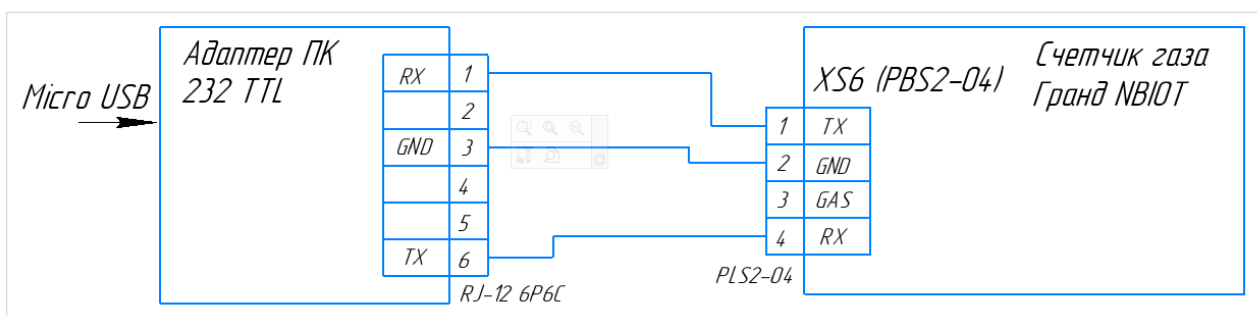 Адаптер ПК
232 TTL
Micro USB
RX 1
2
GND 3
4
5
TX 6
RJ-12 6P6C
Счетчик газа
Гранд NBIOT
XS6 (PBS2-04)
1 TX
2 GND
3 GAS
4 RX
PLS2-04